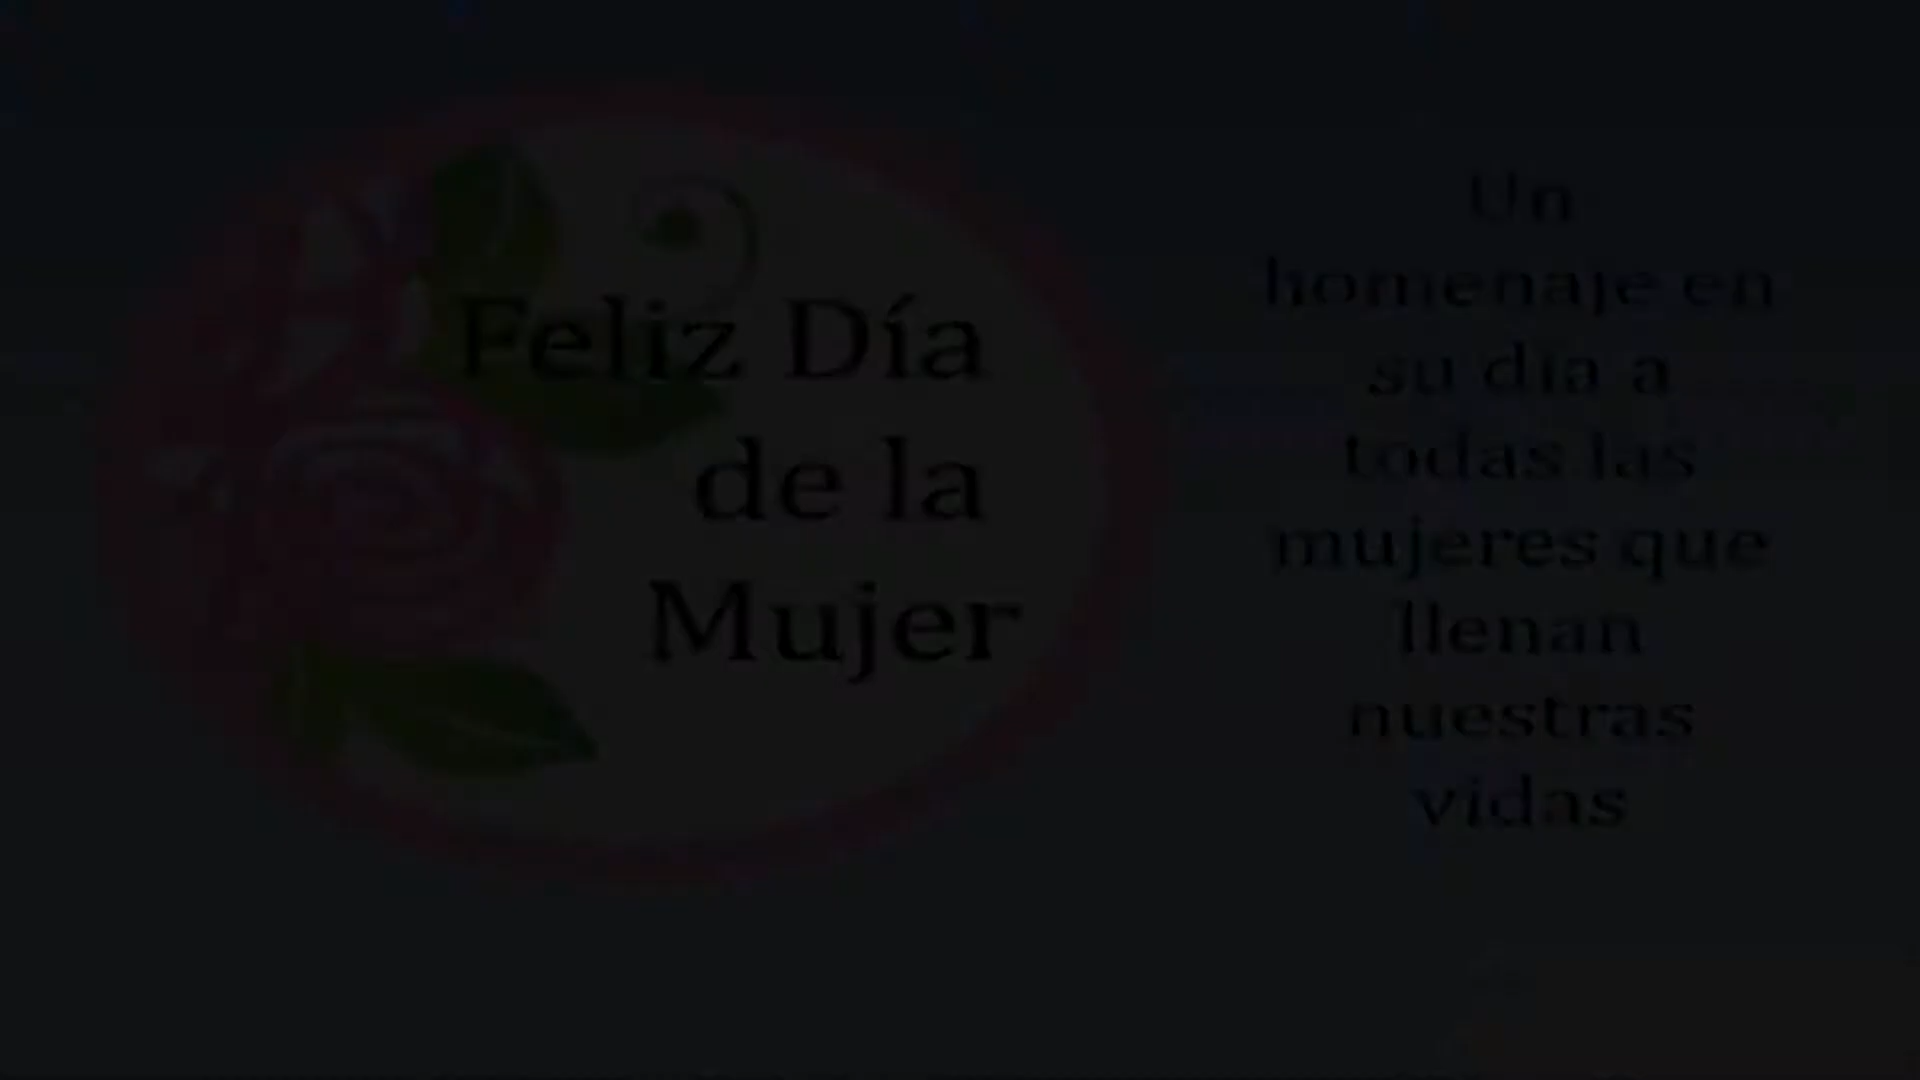 Feliz Día
de la
Mujer
Un
homenaje en
su día a
todas las
mujeres que
llenan
nuestras
vidas